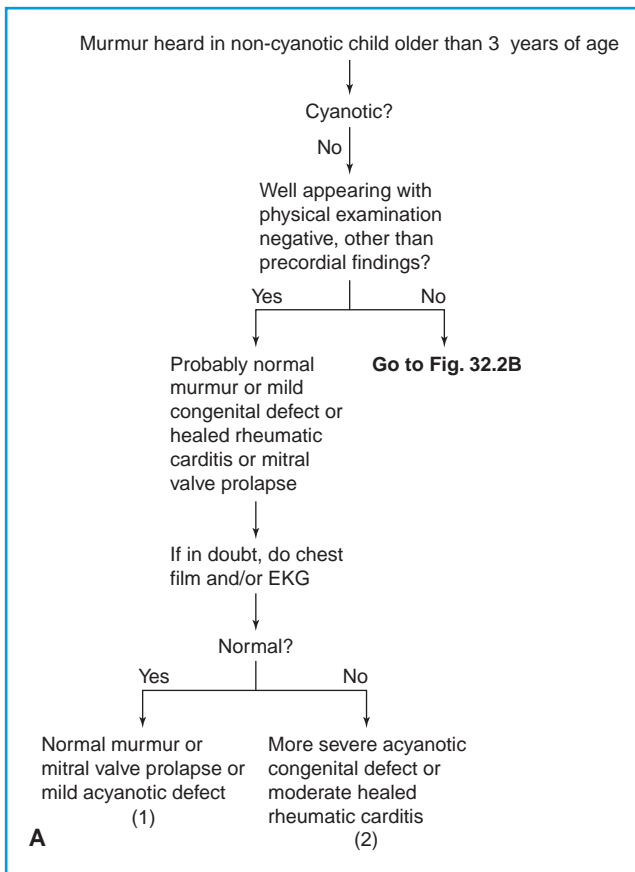 Murmur heard in non-cyanotic child older than 3 years of age
Cyanotic?
No
Well appearing with
physical examination
negative, other than
precordial findings?
Yes
No
Probably normal
murmur or mild
congenital defect or
healed rheumatic
carditis or mitral
valve prolapse
Go to Fig. 32.2B
If in doubt, do chest
film and/or EKG
Normal?
Yes
No
Normal murmur or
mitral valve prolapse or
mild acyanotic defect
(1)
More severe acyanotic
congenital defect or
moderate healed
rheumatic carditis
(2)
A